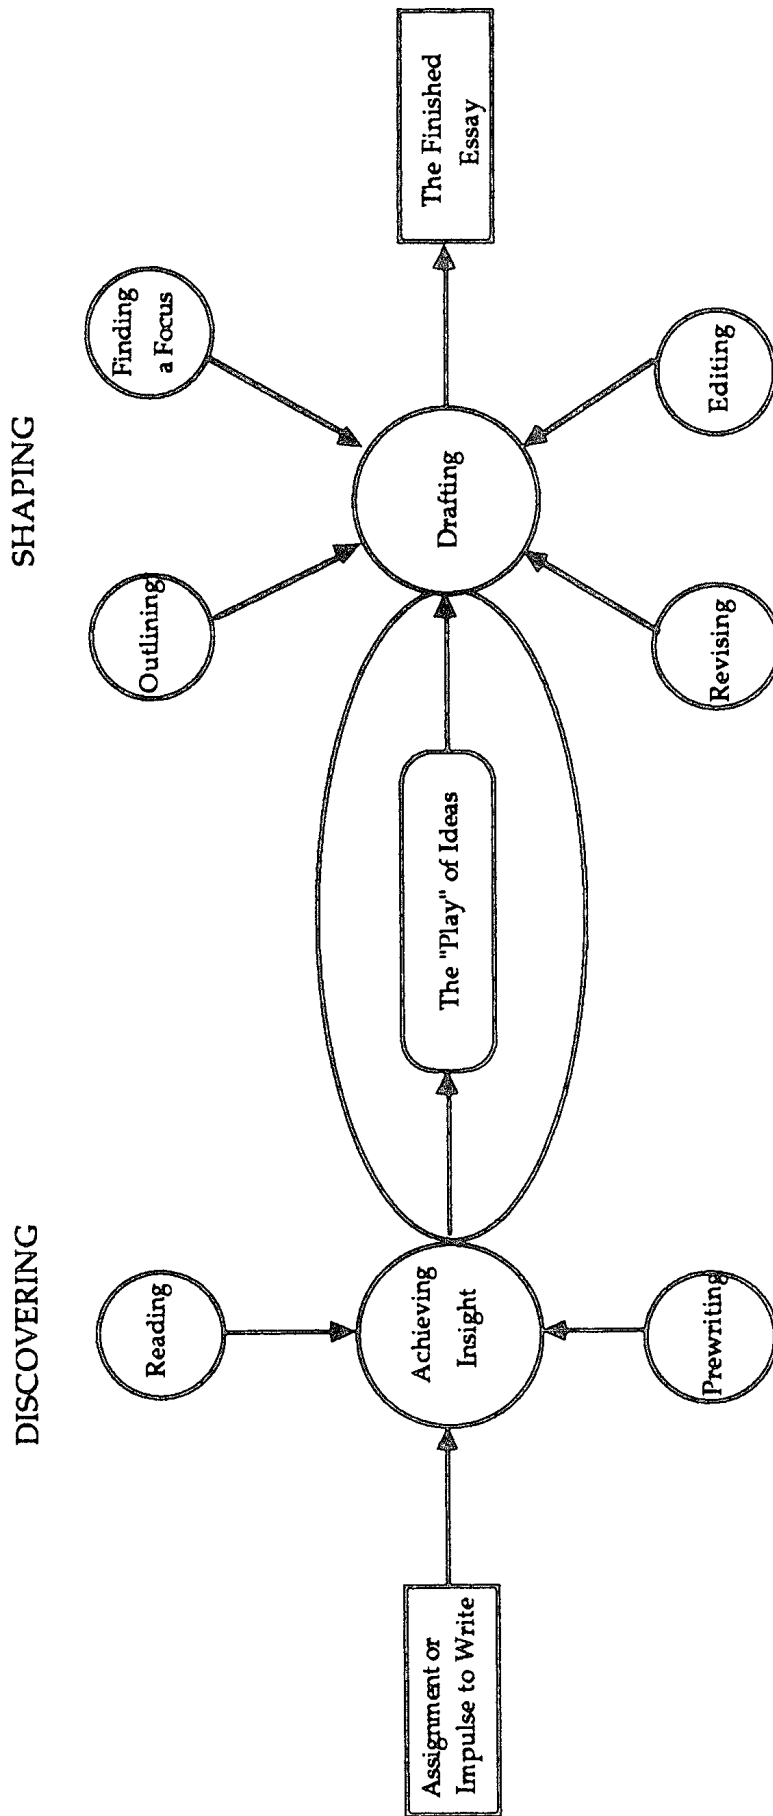 DISCOVERING
SHAPING
Assignment or
Impulse to Write
Reading
Achieving
Insight
Prewriting
The "Play" of Ideas
Outlining
Finding
a Focus
Drafting
Revising
Editing
The Finished
Essay